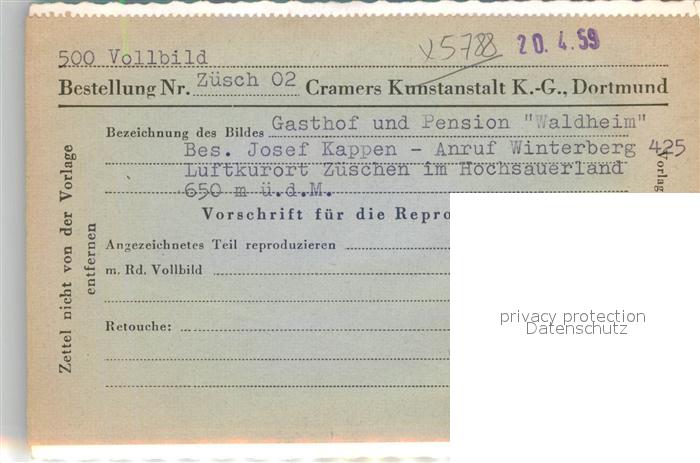 500 Vollbild
x5788
20.4.59
Bestellung Nr. Züsch 02 Cramers Kunstanstalt K.-G., Dortmund
Bezeichnung des Bildes Gasthof und Pension "Waldheim"
Bes. Josef Kappen - Anruf Winterberg 425
Luftkurort Züschen im Hochsauerland
650 m ü.d.M.
Vorschrift für die Repro
Angezeichnetes Teil reproduzieren
m. Rd. Vollbild
Retouche:
Zettel nicht von der Vorlage
entfernen
Vorlag
privacy protection
Datenschutz